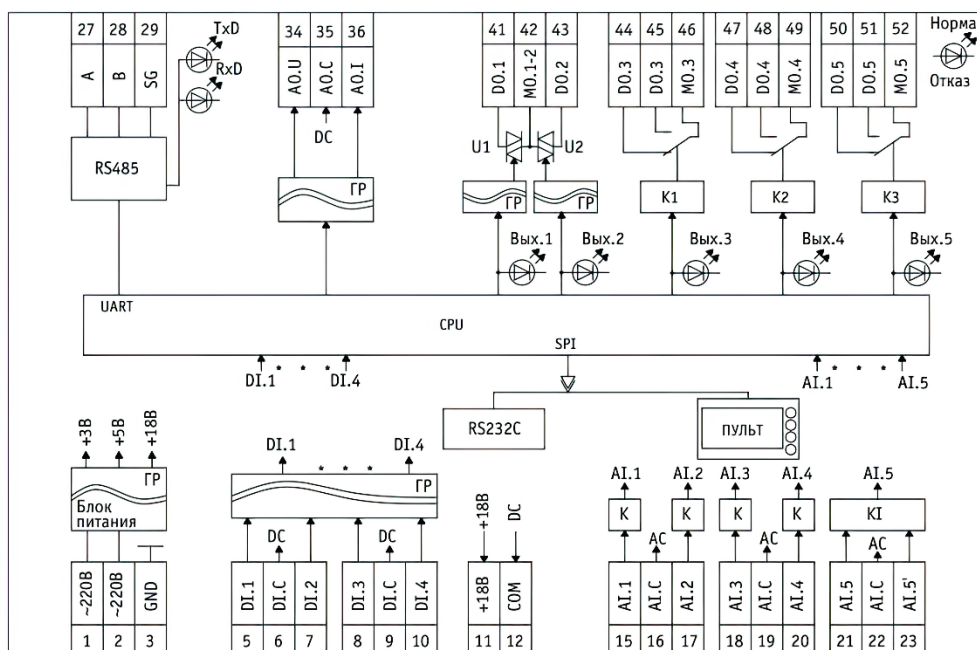 27 28 29 TxD 34 35 36 41 42 43 44 45 46 47 48 49 50 51 52 Норма
A B SG RxD AO.U AO.C AO.I DO.1 MO.1-2 DO.2 DO.3 DO.3 MO.3 DO.4 DO.4 MO.4 DO.5 DO.5 MO.5 Отказ
DC
RS485 U1 U2
ГР ГР ГР K1 K2 K3
Вых.1 Вых.2 Вых.3 Вых.4 Вых.5
UART
CPU
SPI
DI.1 * * * DI.4 AI.1 * * * AI.5
RS232C ПУЛЬТ
+3В +5В +18В DI.1 * * * DI.4 AI.1 AI.2 AI.3 AI.4 AI.5
ГР ГР +18В DC K K K K KI
Блок
питания
DC DC AC AC AC
~220В ~220В GND DI.1 DI.C DI.2 DI.3 DI.C DI.4 +18В COM AI.1 AI.C AI.2 AI.3 AI.C AI.4 AI.5 AI.C AI.5'
1 2 3 5 6 7 8 9 10 11 12 15 16 17 18 19 20 21 22 23